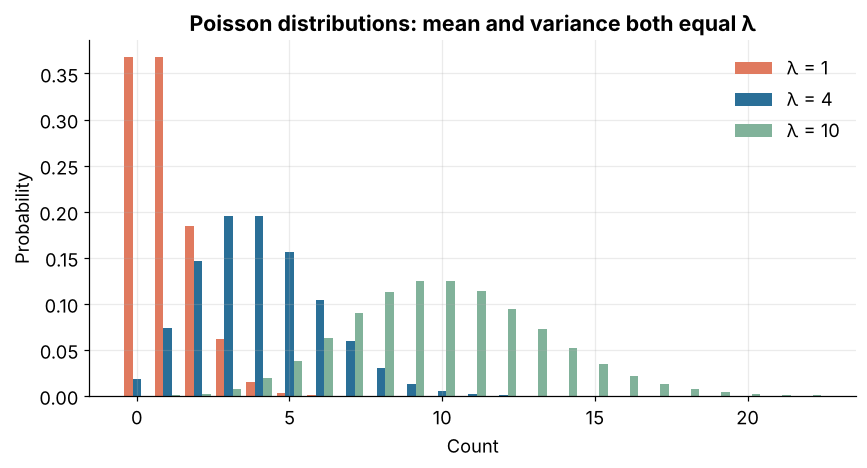 Poisson distributions: mean and variance both equal λ
Probability
0.35
0.30
0.25
0.20
0.15
0.10
0.05
0.00
λ = 1
λ = 4
λ = 10
0 5 10 15 20
Count